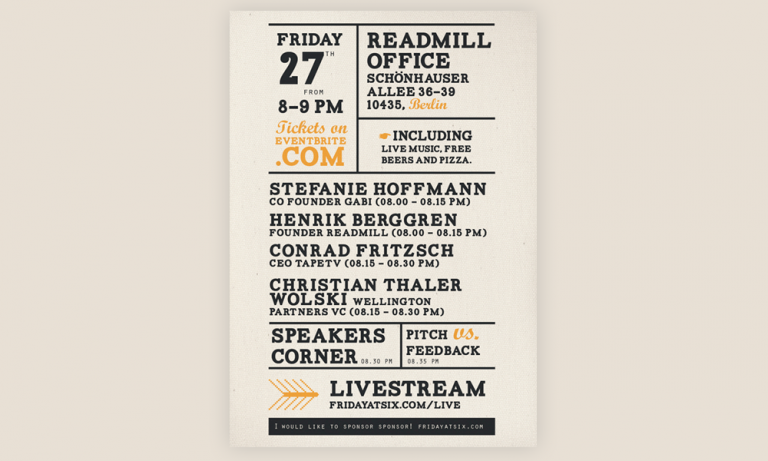 FRIDAY
27TH
FROM
8–9 PM
Tickets on
EVENTBRITE
.COM
READMILL
OFFICE
SCHÖNHAUSER
ALLEE 36–39
10435, Berlin
INCLUDING
LIVE MUSIC, FREE
BEERS AND PIZZA.
STEFANIE HOFFMANN
CO FOUNDER GABI (08.00 – 08.15 PM)
HENRIK BERGGREN
FOUNDER READMILL (08.00 – 08.15 PM)
CONRAD FRITZSCH
CEO TAPETV (08.15 – 08.30 PM)
CHRISTIAN THALER
WOLSKI WELLINGTON
PARTNERS VC (08.15 – 08.30 PM)
SPEAKERS
CORNER 08.30 PM
PITCH vs.
FEEDBACK
08.35 PM
LIVESTREAM
FRIDAYATSIX.COM/LIVE
I WOULD LIKE TO SPONSOR SPONSOR! FRIDAYATSIX.COM